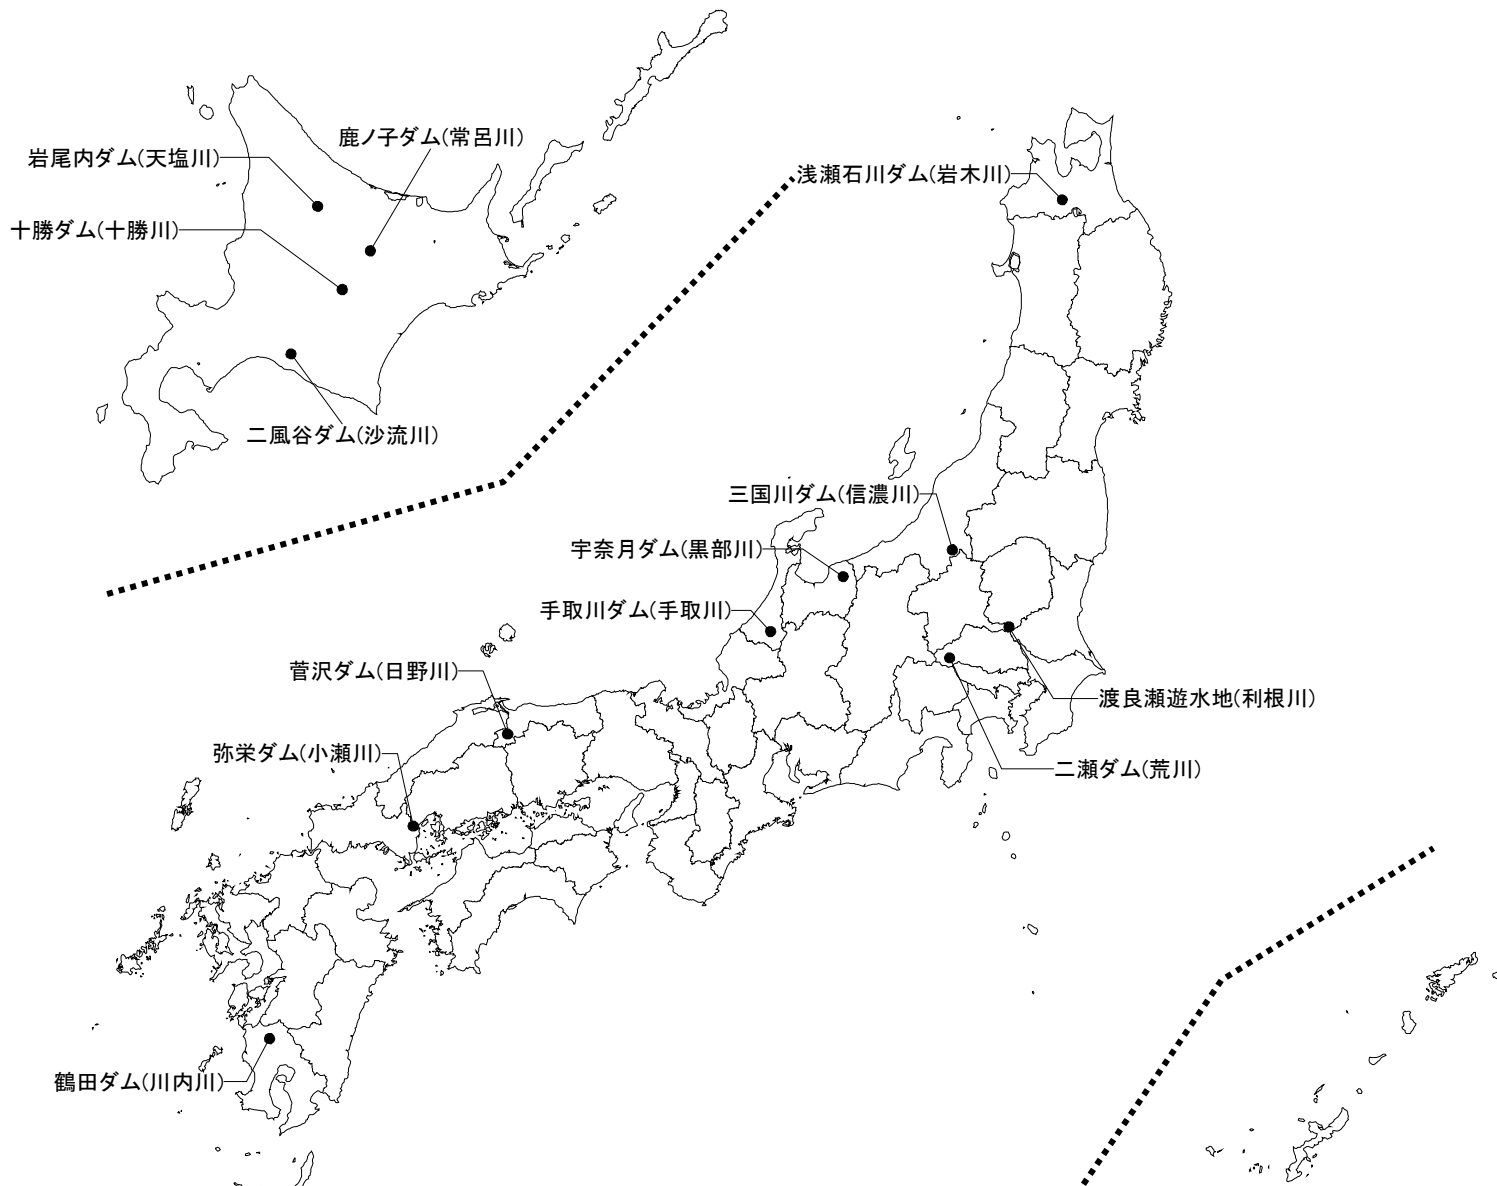 鹿ノ子ダム(常呂川)
岩尾内ダム(天塩川)
浅瀬石川ダム(岩木川)
十勝ダム(十勝川)
二風谷ダム(沙流川)
三国川ダム(信濃川)
宇奈月ダム(黒部川)
手取川ダム(手取川)
菅沢ダム(日野川)
渡良瀬遊水地(利根川)
弥栄ダム(小瀬川)
二瀬ダム(荒川)
鶴田ダム(川内川)